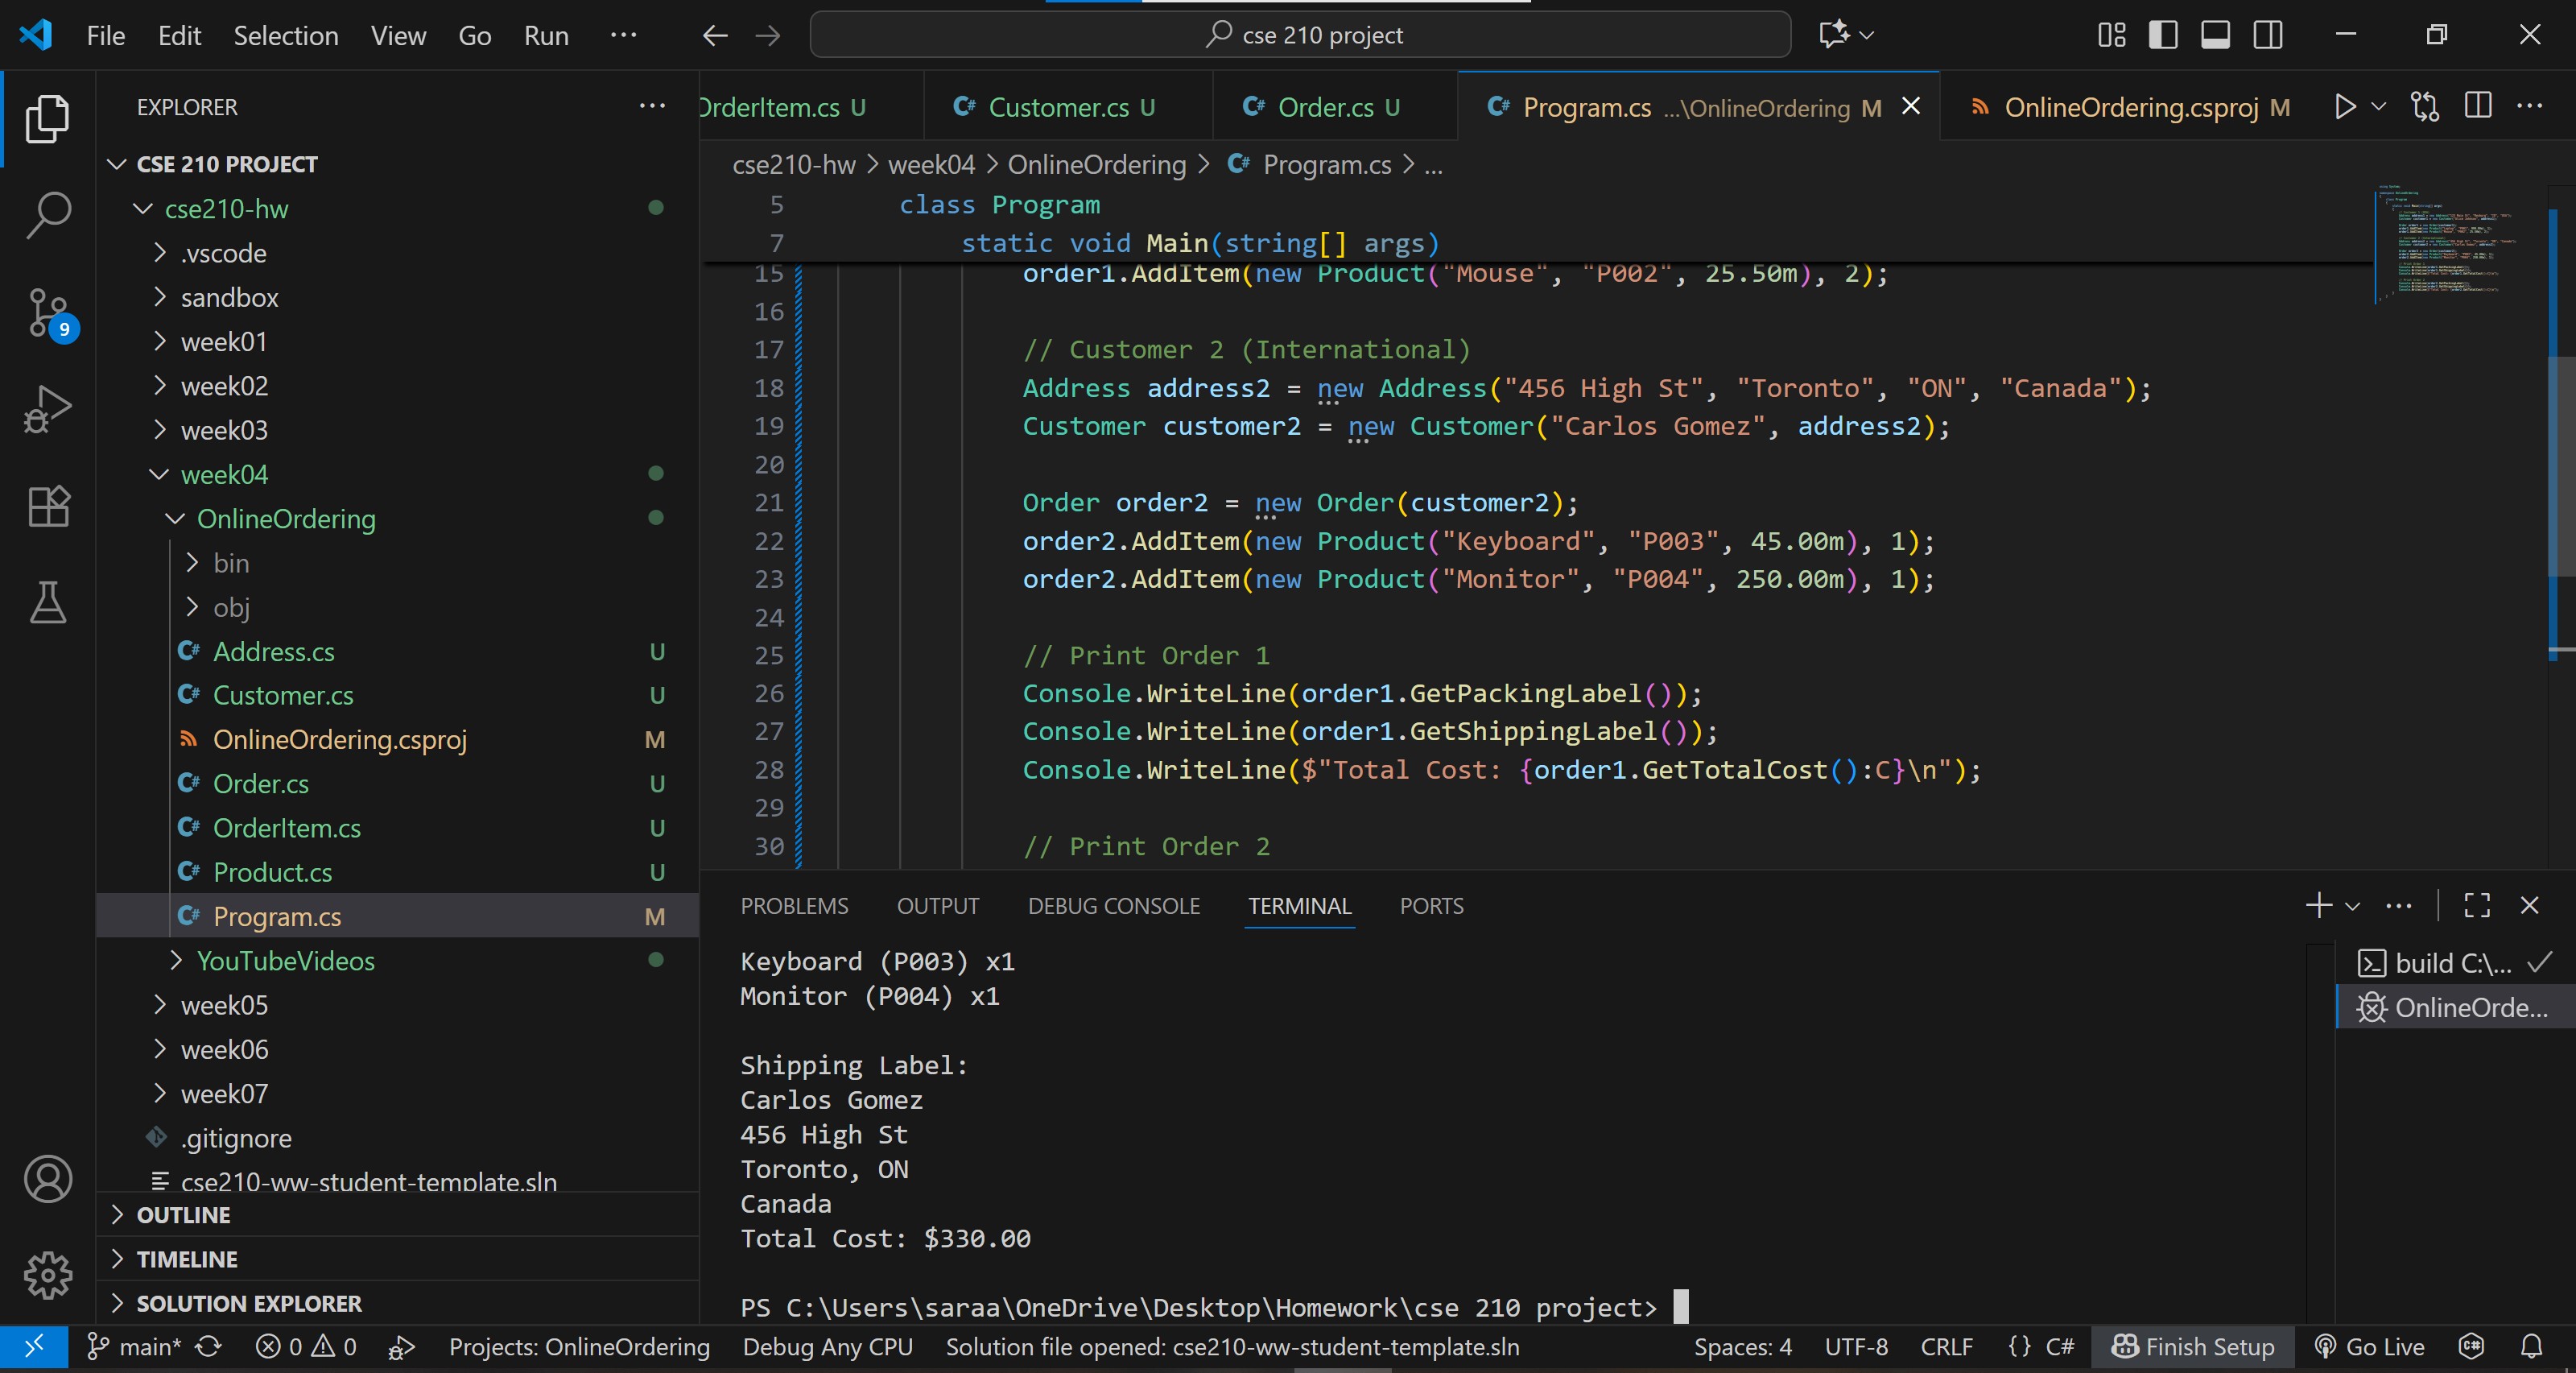 File Edit Selection View Go Run ···
cse 210 project
EXPLORER
CSE 210 PROJECT
cse210-hw
.vscode
sandbox
week01
week02
week03
week04
OnlineOrdering
bin
obj
Address.cs U
Customer.cs U
OnlineOrdering.csproj M
Order.cs U
OrderItem.cs U
Product.cs U
Program.cs M
YouTubeVideos
week05
week06
week07
.gitignore
cse210-ww-student-template.sln
OUTLINE
TIMELINE
SOLUTION EXPLORER
9
OrderItem.cs U
Customer.cs U
Order.cs U
Program.cs ...\OnlineOrdering M
OnlineOrdering.csproj M
cse210-hw > week04 > OnlineOrdering > Program.cs > ...
5 class Program
7 static void Main(string[] args)
15 order1.AddItem(new Product("Mouse", "P002", 25.50m), 2);
16
17 // Customer 2 (International)
18 Address address2 = new Address("456 High St", "Toronto", "ON", "Canada");
19 Customer customer2 = new Customer("Carlos Gomez", address2);
20
21 Order order2 = new Order(customer2);
22 order2.AddItem(new Product("Keyboard", "P003", 45.00m), 1);
23 order2.AddItem(new Product("Monitor", "P004", 250.00m), 1);
24
25 // Print Order 1
26 Console.WriteLine(order1.GetPackingLabel());
27 Console.WriteLine(order1.GetShippingLabel());
28 Console.WriteLine($"Total Cost: {order1.GetTotalCost():C}\n");
29
30 // Print Order 2
PROBLEMS OUTPUT DEBUG CONSOLE TERMINAL PORTS
Keyboard (P003) x1
Monitor (P004) x1
Shipping Label:
Carlos Gomez
456 High St
Toronto, ON
Canada
Total Cost: $330.00
PS C:\Users\saraa\OneDrive\Desktop\Homework\cse 210 project>
build C:\...
OnlineOrde...
main* 0 0 Projects: OnlineOrdering Debug Any CPU Solution file opened: cse210-ww-student-template.sln Spaces: 4 UTF-8 CRLF {} C# Finish Setup Go Live